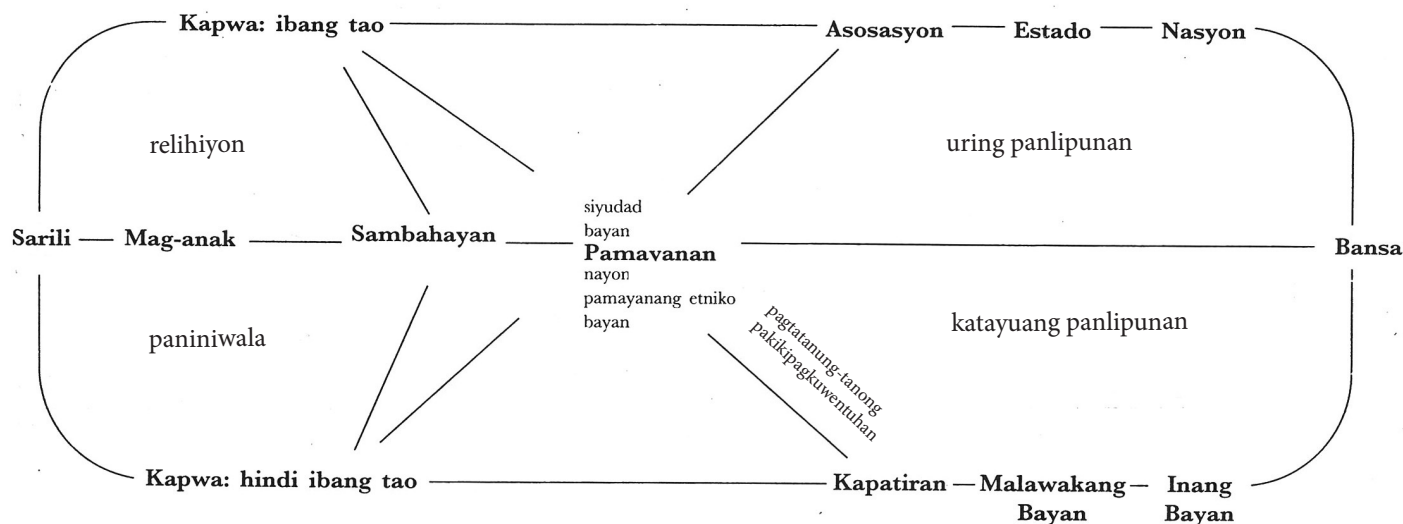 Kapwa: ibang tao
Asosasyon — Estado — Nasyon
relihiyon
uring panlipunan
Sarili — Mag-anak — Sambahayan
siyudad
bayan
Pamayanan
nayon
pamayanang etniko
bayan
Bansa
paniniwala
katayuang panlipunan
pagtatanung-tanong
pakikipagkuwentuhan
Kapwa: hindi ibang tao
Kapatiran — Malawakang Bayan — Inang Bayan